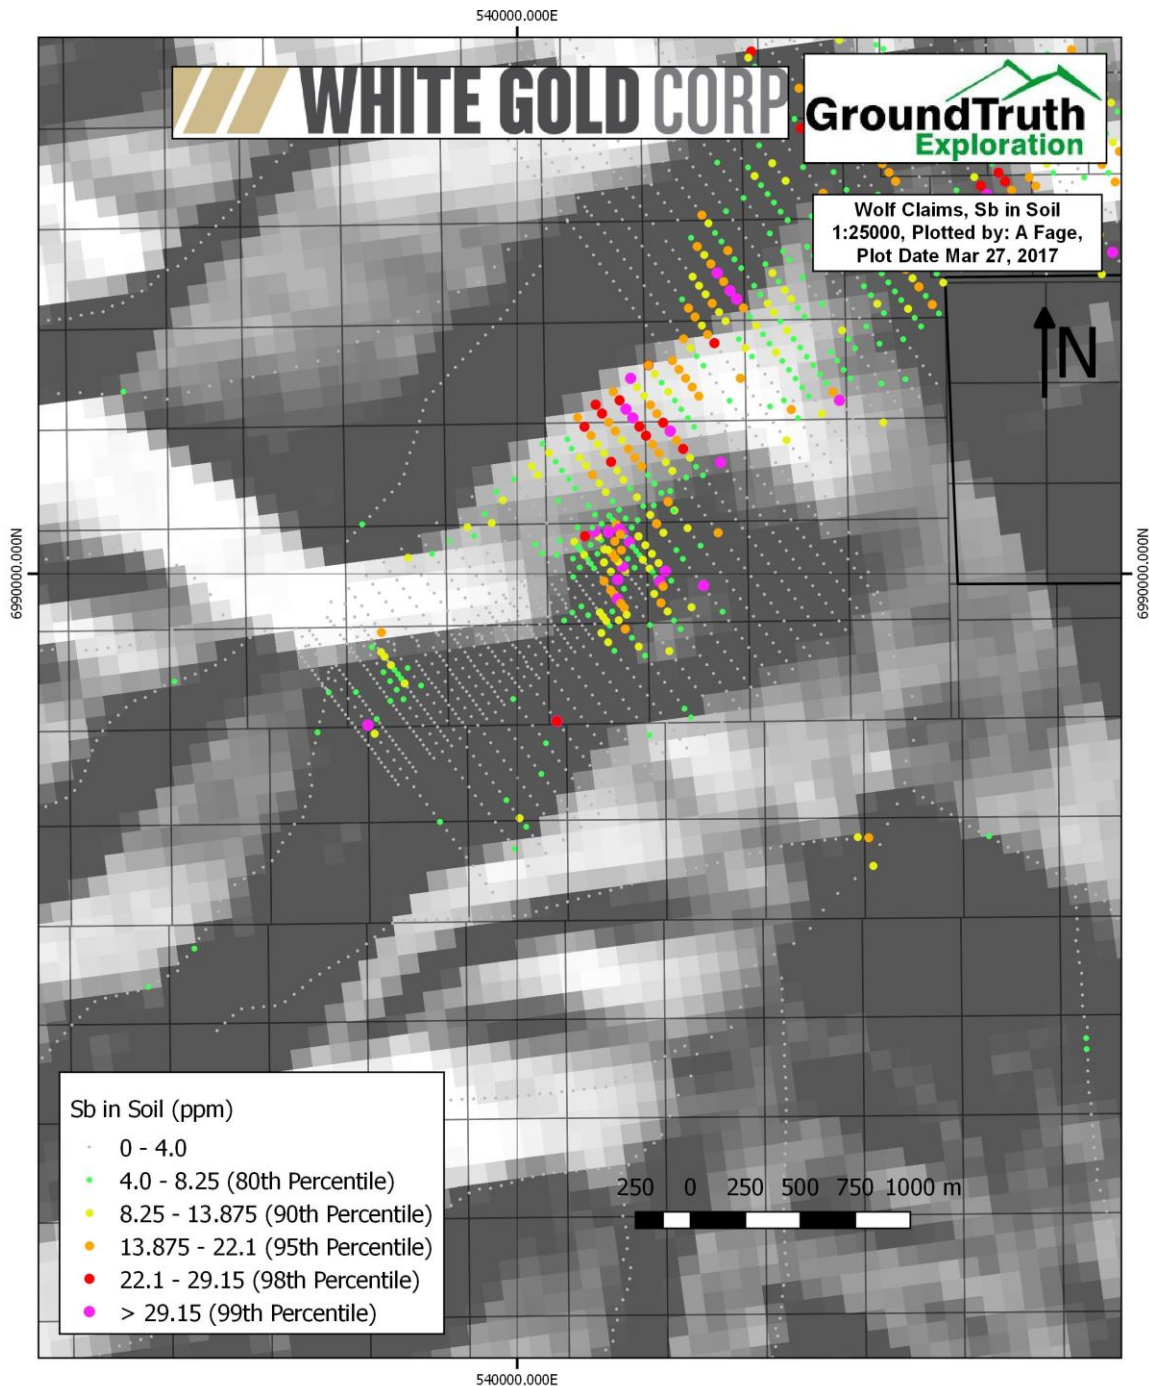 540000.000E
WHITE GOLD CORP
GroundTruth
Exploration
Wolf Claims, Sb in Soil
1:25000, Plotted by: A Fage,
Plot Date Mar 27, 2017
N
6990000.000N
6990000.000N
Sb in Soil (ppm)
0 - 4.0
4.0 - 8.25 (80th Percentile)
8.25 - 13.875 (90th Percentile)
13.875 - 22.1 (95th Percentile)
22.1 - 29.15 (98th Percentile)
> 29.15 (99th Percentile)
250 0 250 500 750 1000 m
540000.000E